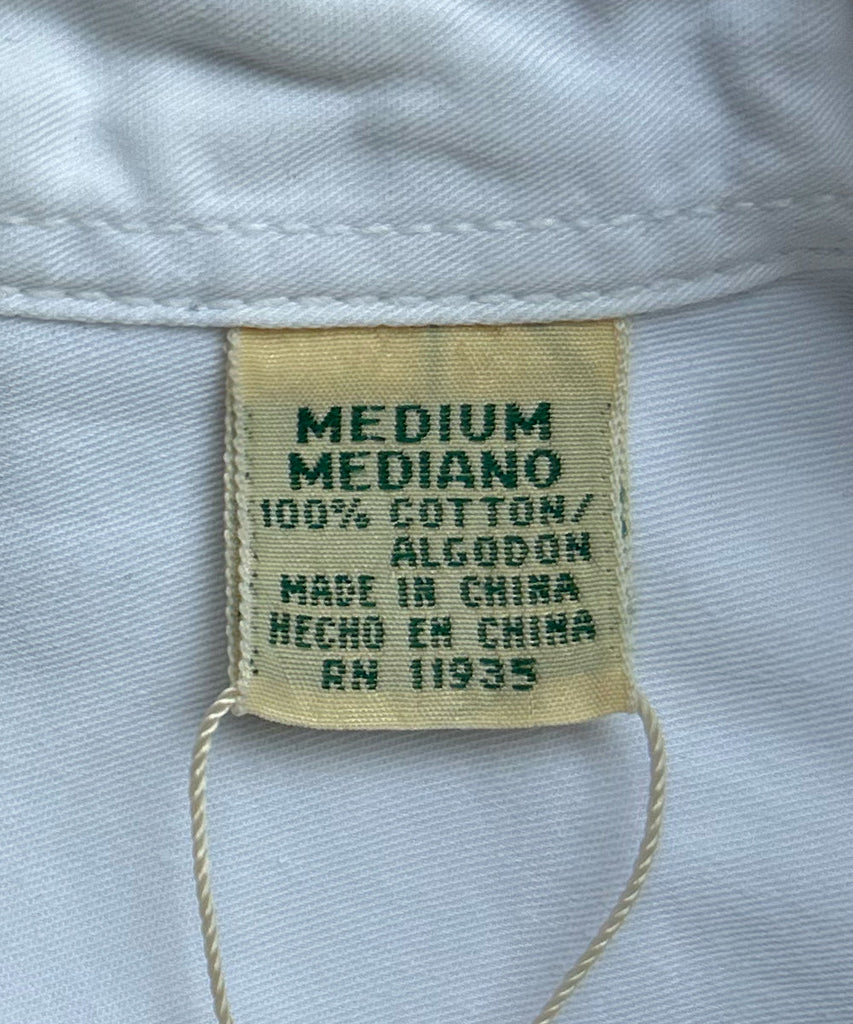 MEDIUM
MEDIANO
100% COTTON/
ALGODON
MADE IN CHINA
HECHO EN CHINA
RN 11935